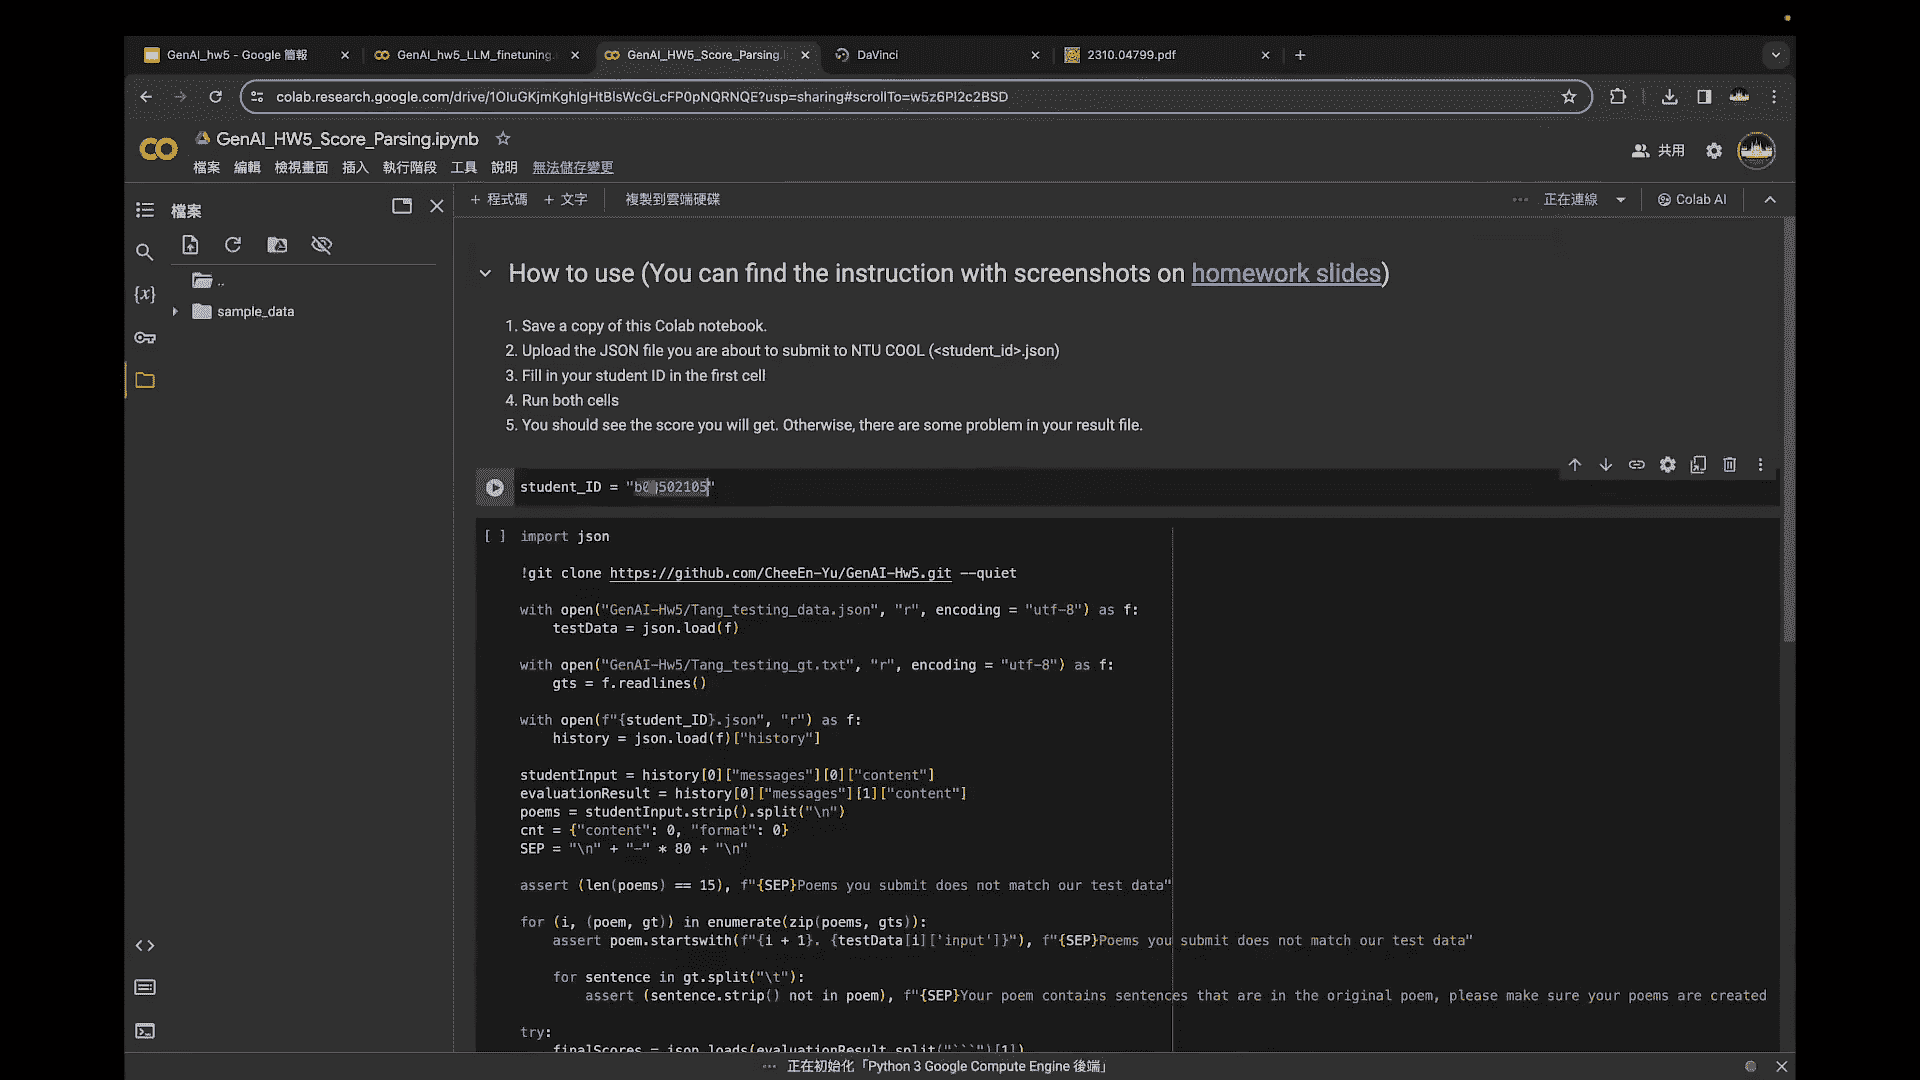 GenAI_hw5 - Google 簡報
GenAI_hw5_LLM_finetuning.
GenAI_HW5_Score_Parsing.i
DaVinci
2310.04799.pdf
colab.research.google.com/drive/1OIuGKjmKghIgHtBlsWcGLcFP0pNQRNQE?usp=sharing#scrollTo=w5z6PI2c2BSD
GenAI_HW5_Score_Parsing.ipynb
檔案 編輯 檢視畫面 插入 執行階段 工具 說明 無法儲存變更
共用
檔案
+ 程式碼 + 文字 複製到雲端硬碟
正在連線
Colab AI
..
sample_data
How to use (You can find the instruction with screenshots on homework slides)
1. Save a copy of this Colab notebook.
2. Upload the JSON file you are about to submit to NTU COOL (<student_id>.json)
3. Fill in your student ID in the first cell
4. Run both cells
5. You should see the score you will get. Otherwise, there are some problem in your result file.
student_ID = "
[ ] import json
!git clone https://github.com/CheeEn-Yu/GenAI-Hw5.git --quiet
with open("GenAI-Hw5/Tang_testing_data.json", "r", encoding = "utf-8") as f:
testData = json.load(f)
with open("GenAI-Hw5/Tang_testing_gt.txt", "r", encoding = "utf-8") as f:
gts = f.readlines()
with open(f"{student_ID}.json", "r") as f:
history = json.load(f)["history"]
studentInput = history[0]["messages"][0]["content"]
evaluationResult = history[0]["messages"][1]["content"]
poems = studentInput.strip().split("\n")
cnt = {"content": 0, "format": 0}
SEP = "\n" + "-" * 80 + "\n"
assert (len(poems) == 15), f"{SEP}Poems you submit does not match our test data"
for (i, (poem, gt)) in enumerate(zip(poems, gts)):
assert poem.startswith(f"{i + 1}. {testData[i]['input']}"), f"{SEP}Poems you submit does not match our test data"
for sentence in gt.split("\t"):
assert (sentence.strip() not in poem), f"{SEP}Your poem contains sentences that are in the original poem, please make sure your poems are created
try:
finalScores = json.loads(evaluationResult.split("```")[1])
正在初始化「Python 3 Google Compute Engine 後端」